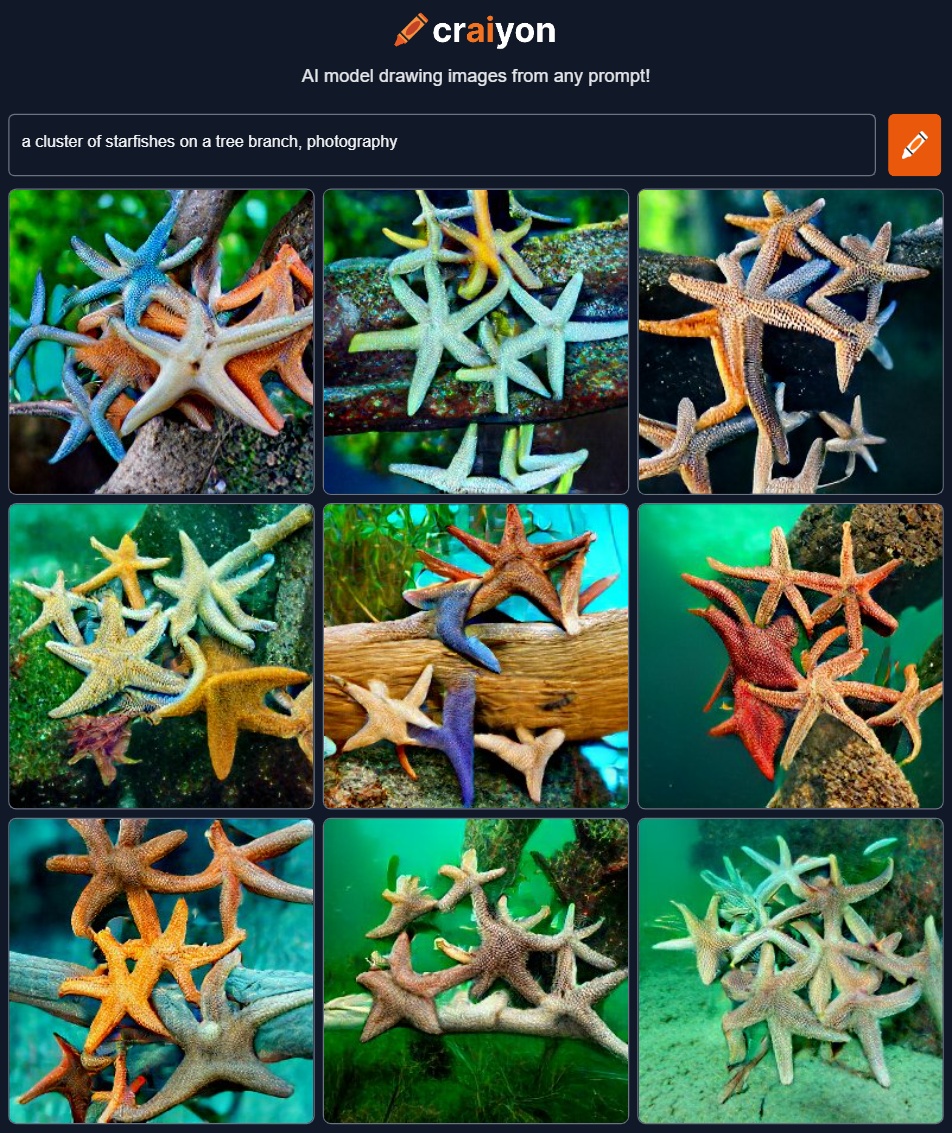 craiyon
AI model drawing images from any prompt!
a cluster of starfishes on a tree branch, photography